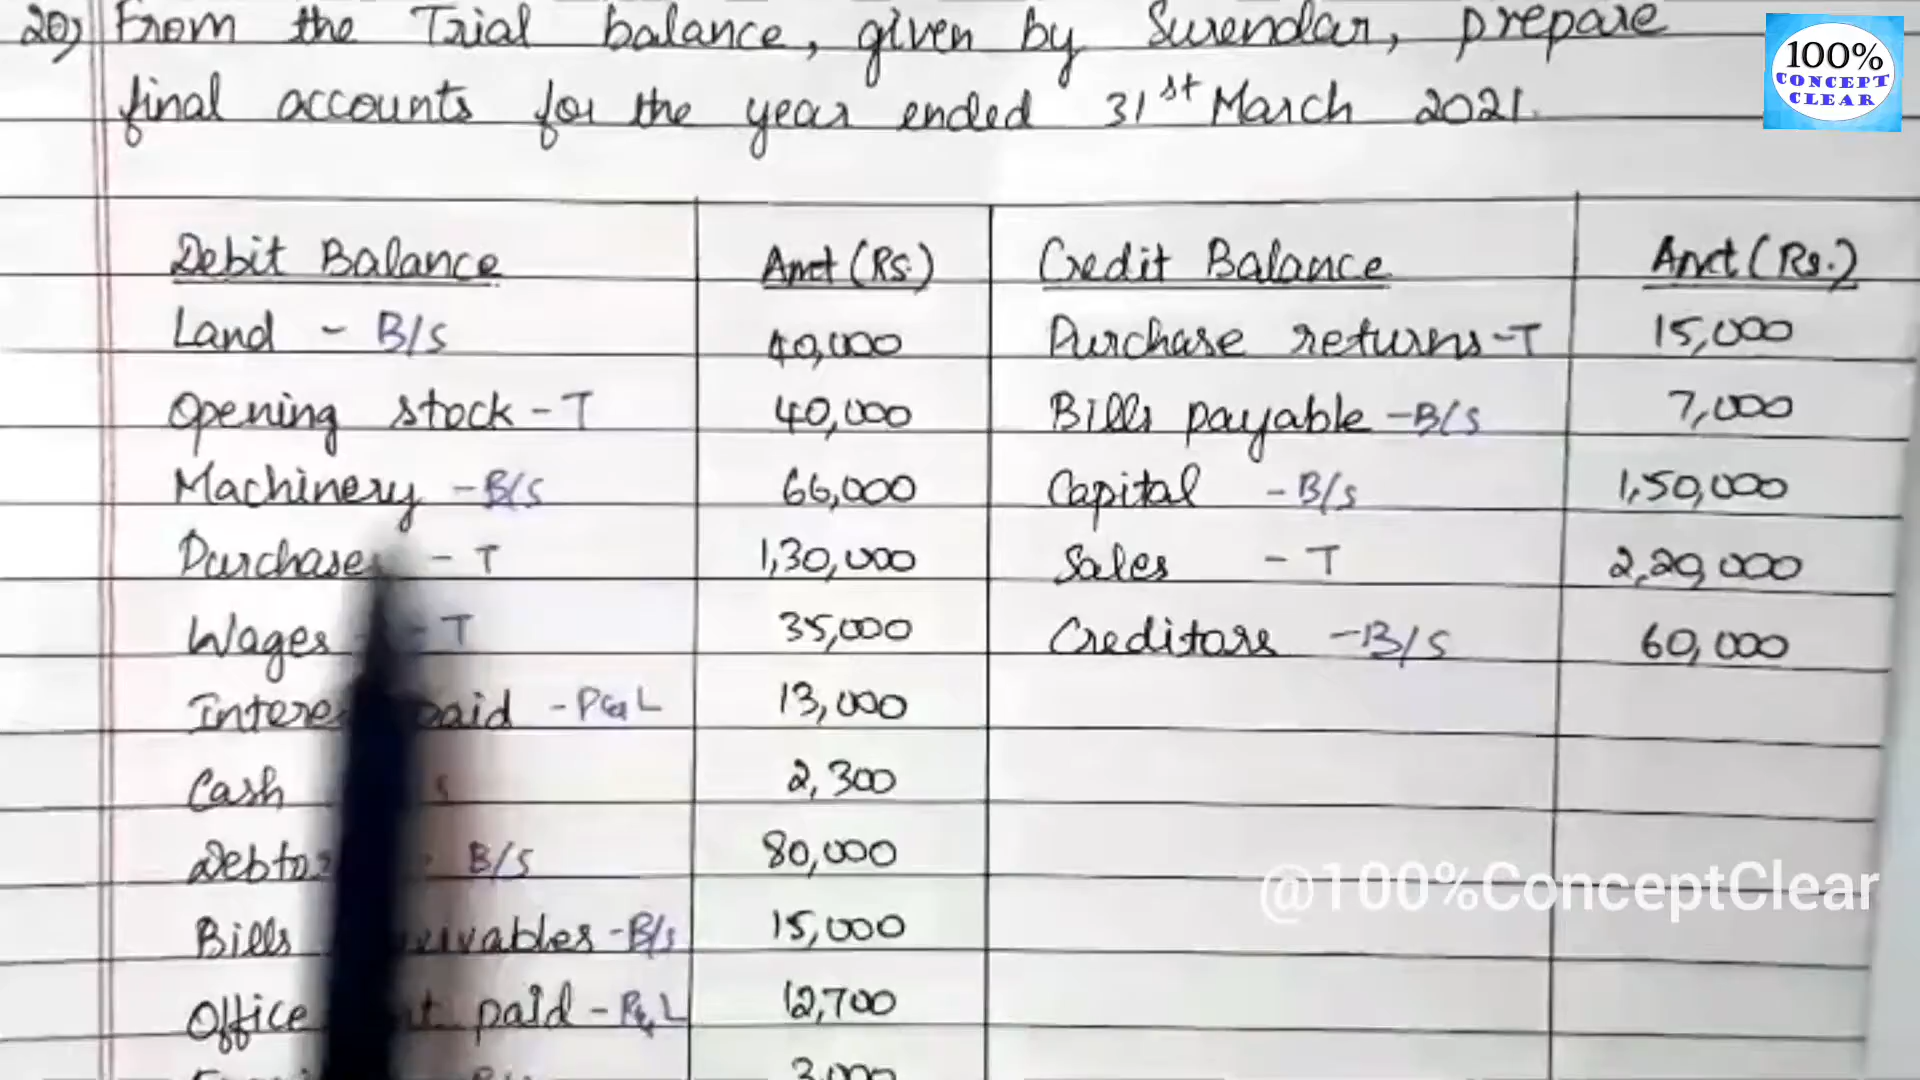 20) From the Trial balance, given by Surendar, prepare
final accounts for the year ended 31st March 2021.
100%
CONCEPT
CLEAR
Debit Balance Amt (Rs.) Credit Balance Amt (Rs.)
Land - B/S 40,000 Purchase returns - T 15,000
Opening stock - T 40,000 Bills payable - B/S 7,000
Machinery - B/S 66,000 Capital - B/S 1,50,000
Purchases - T 1,30,000 Sales - T 2,29,000
Wages - T 35,000 Creditors - B/S 60,000
paid - P&L 13,000
Cash 2,300
B/S 80,000
Bills - B/S 15,000
Office paid - P&L 12,700
3,000
@100%ConceptClear